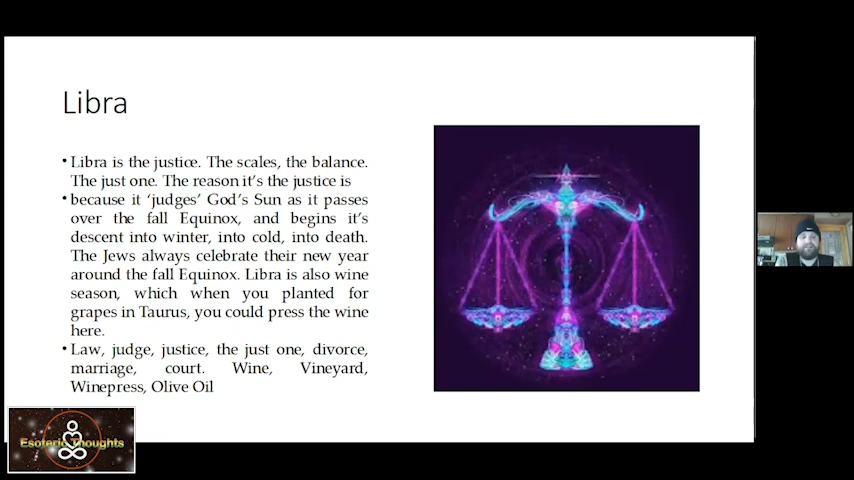 Libra
• Libra is the justice. The scales, the balance.
The just one. The reason it’s the justice is
• because it ‘judges’ God’s Sun as it passes
over the fall Equinox, and begins it’s
descent into winter, into cold, into death.
The Jews always celebrate their new year
around the fall Equinox. Libra is also wine
season, which when you planted for
grapes in Taurus, you could press the wine
here.
• Law, judge, justice, the just one, divorce,
marriage, court. Wine, Vineyard,
Winepress, Olive Oil
Esoteric Thoughts